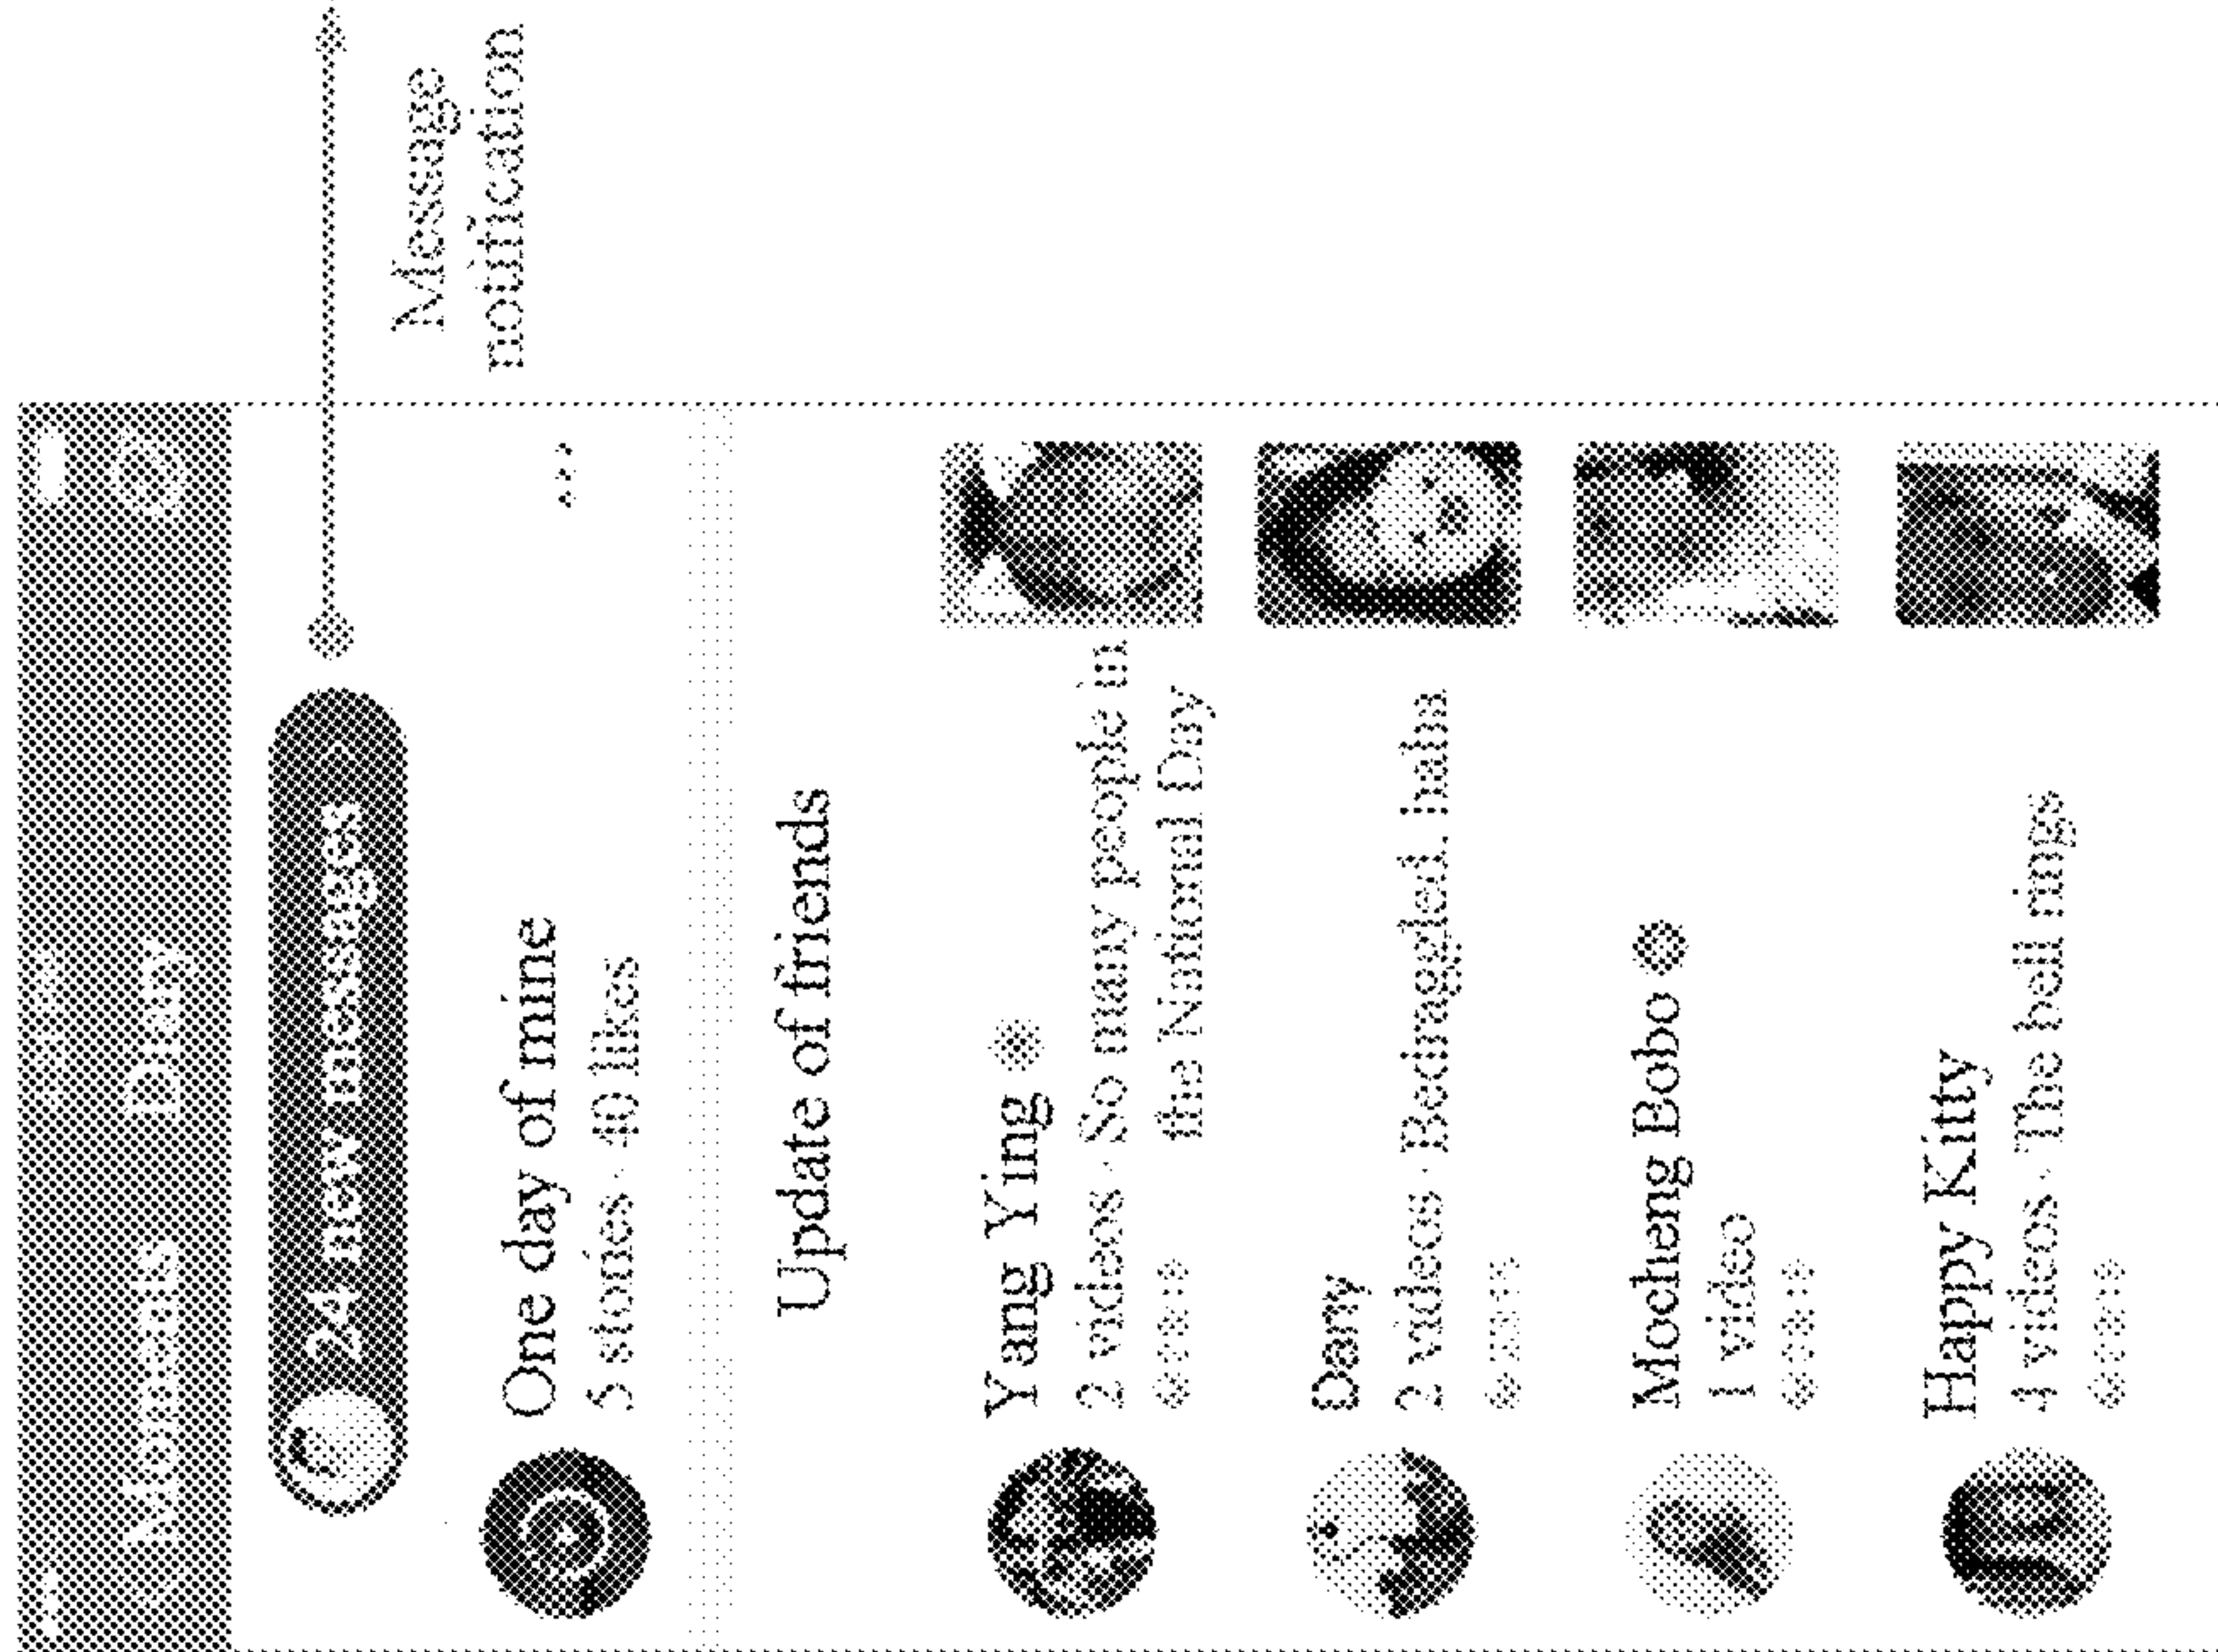 Moments Diary
24 new messages
Message
notification
One day of mine
5 stories · 40 likes
Update of friends
Yang Ying
2 videos · So many people in
the National Day
Dany
2 videos · Bedraggled, haha
Mocheng Bobo
1 video
Happy Kitty
4 videos · The bell rings